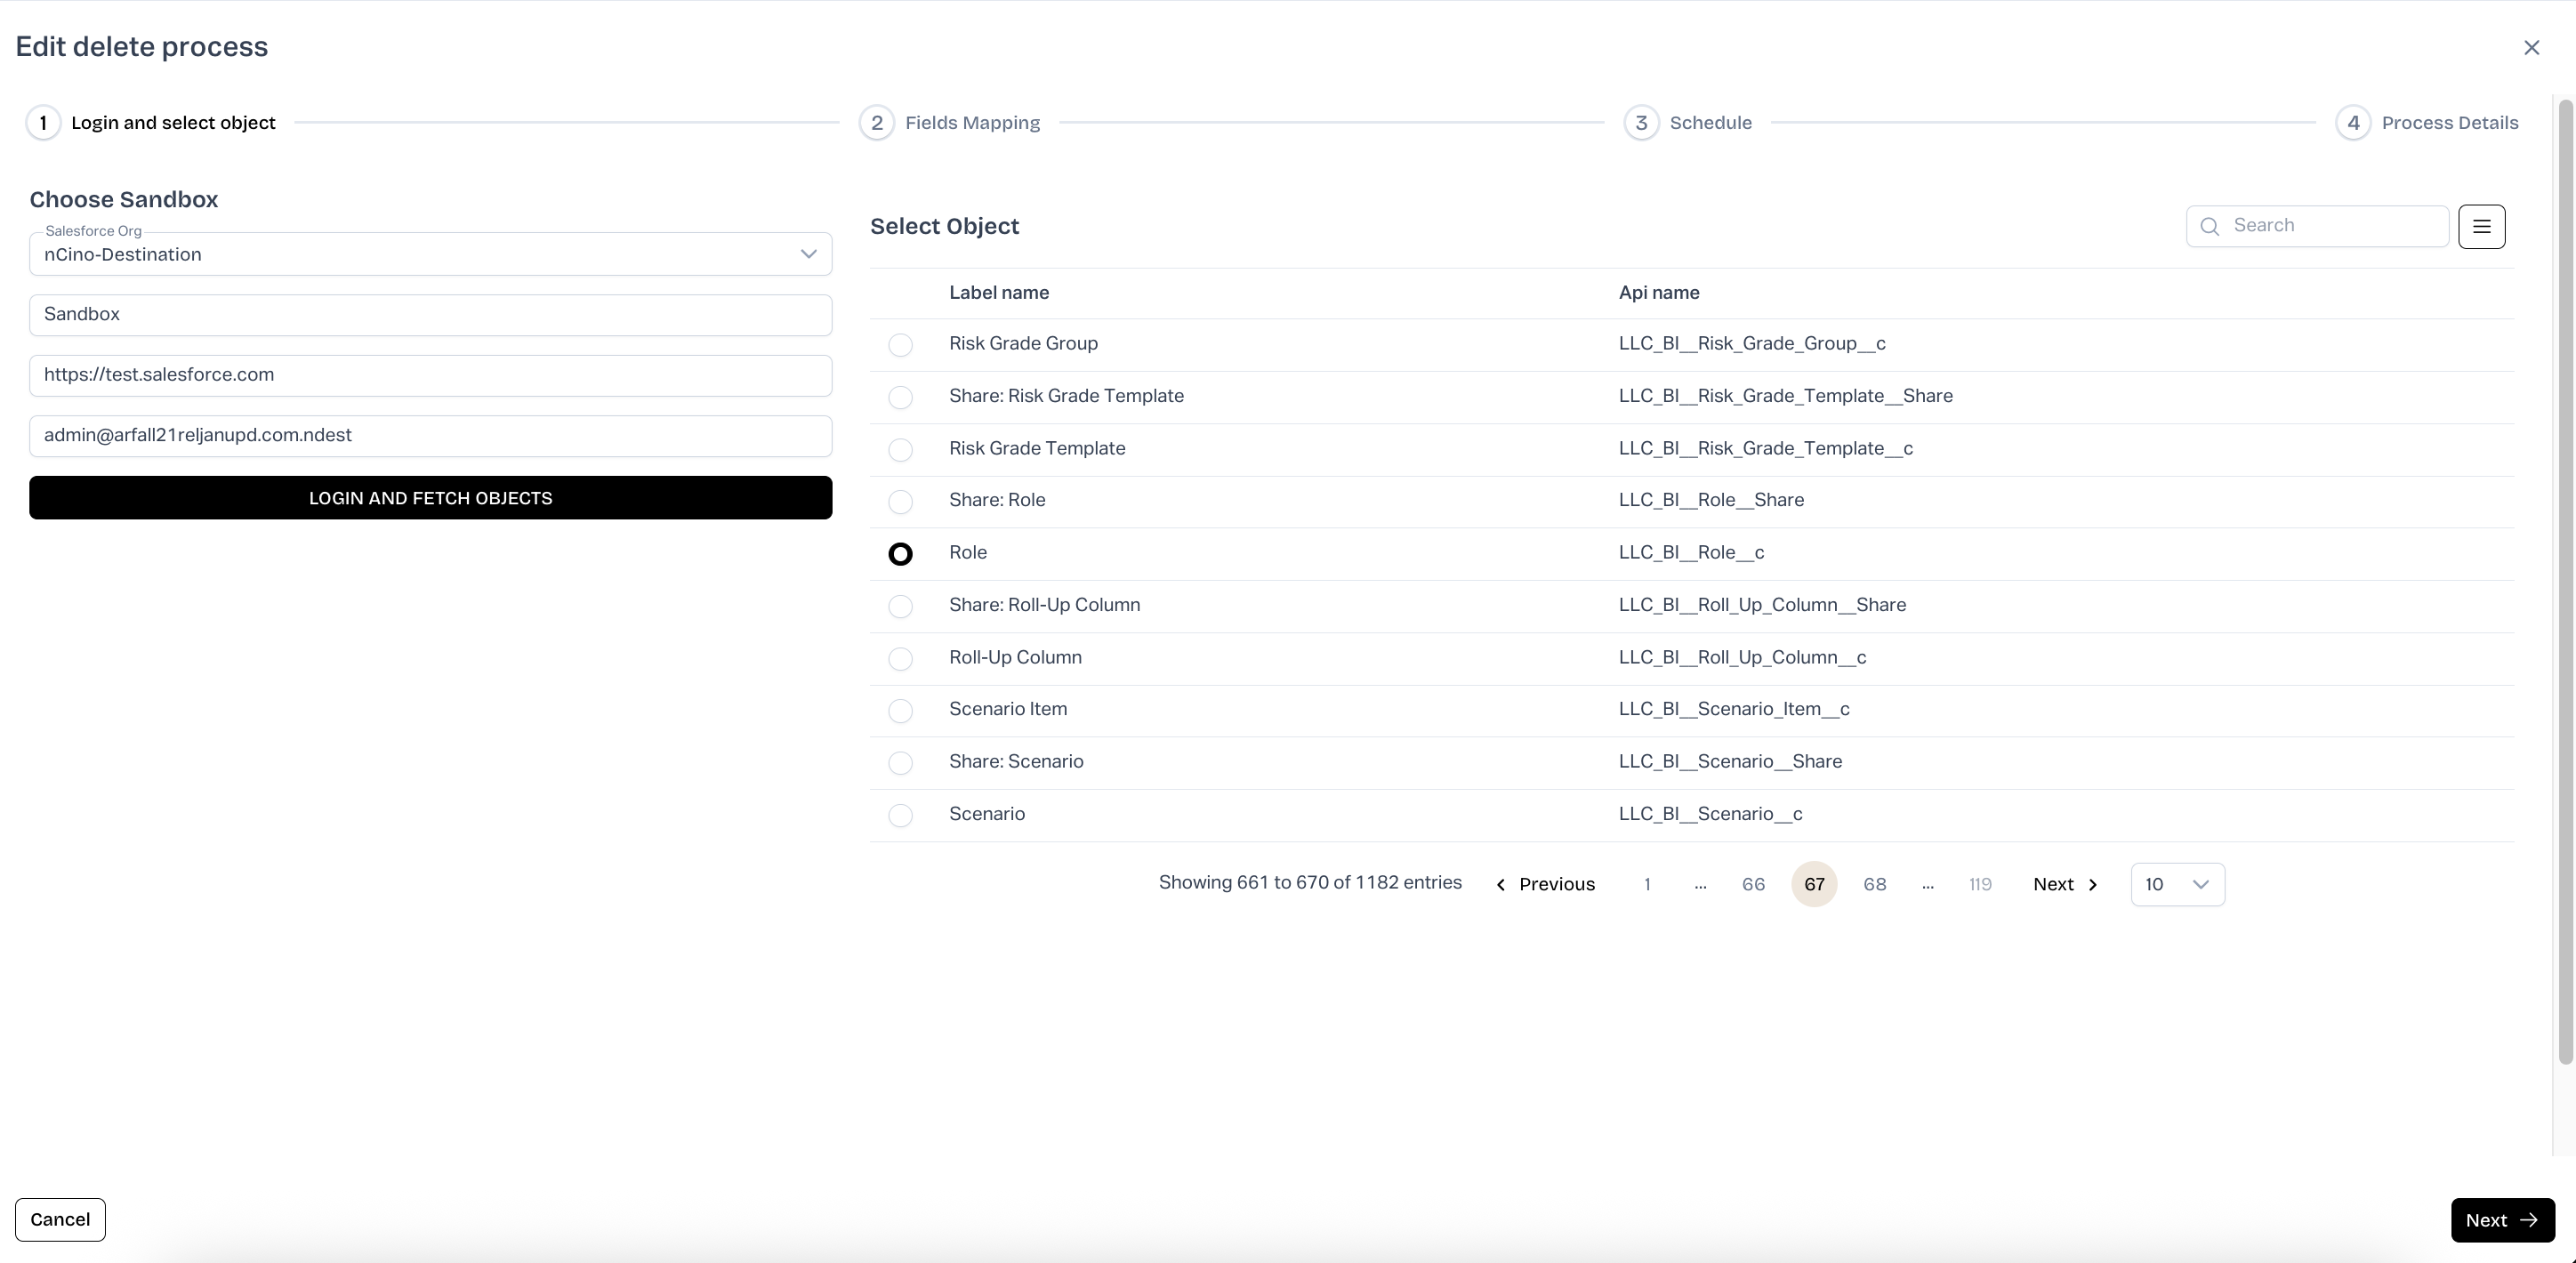 Edit delete process
1 Login and select object
2 Fields Mapping
3 Schedule
4 Process Details
Choose Sandbox
Salesforce Org
nCino-Destination
Sandbox
https://test.salesforce.com
admin@arfall21reljanupd.com.ndest
LOGIN AND FETCH OBJECTS
Select Object
Search
Label name Api name
Risk Grade Group LLC_BI__Risk_Grade_Group__c
Share: Risk Grade Template LLC_BI__Risk_Grade_Template__Share
Risk Grade Template LLC_BI__Risk_Grade_Template__c
Share: Role LLC_BI__Role__Share
Role LLC_BI__Role__c
Share: Roll-Up Column LLC_BI__Roll_Up_Column__Share
Roll-Up Column LLC_BI__Roll_Up_Column__c
Scenario Item LLC_BI__Scenario_Item__c
Share: Scenario LLC_BI__Scenario__Share
Scenario LLC_BI__Scenario__c
Showing 661 to 670 of 1182 entries Previous 1 ... 66 67 68 ... 119 Next 10
Cancel
Next